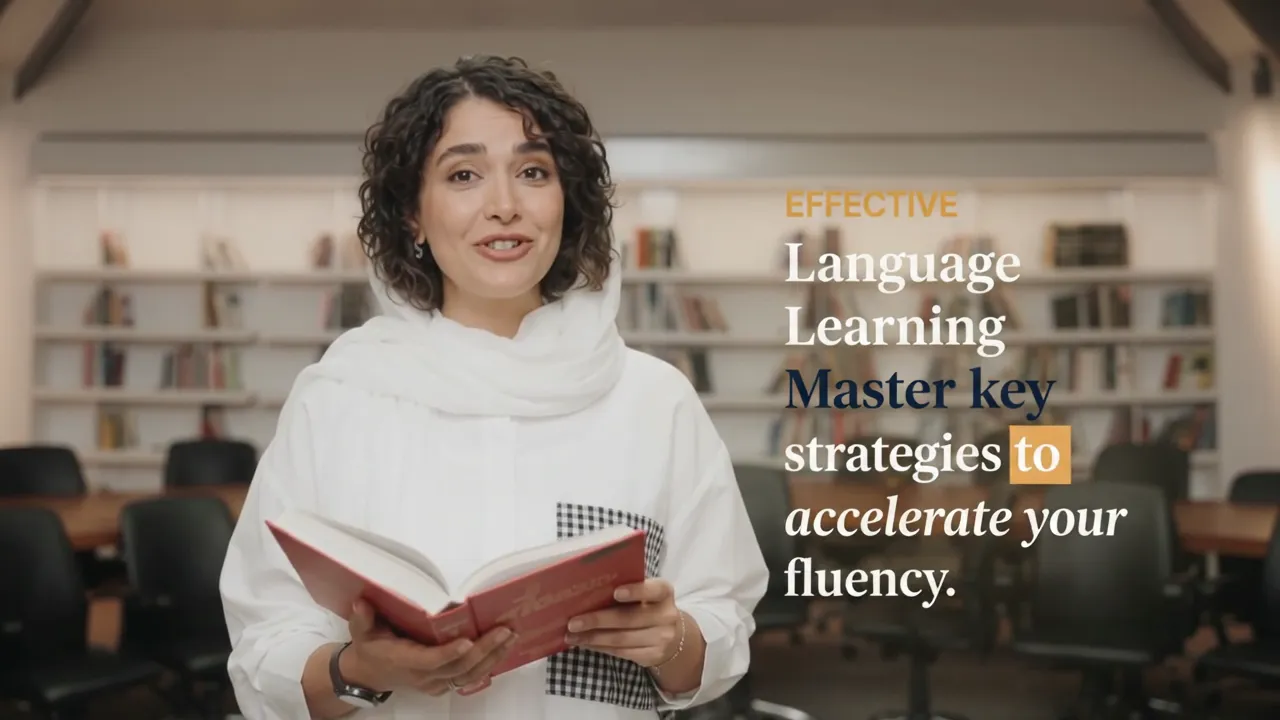 EFFECTIVE
Language
Learning
Master key
strategies to
accelerate your
fluency.